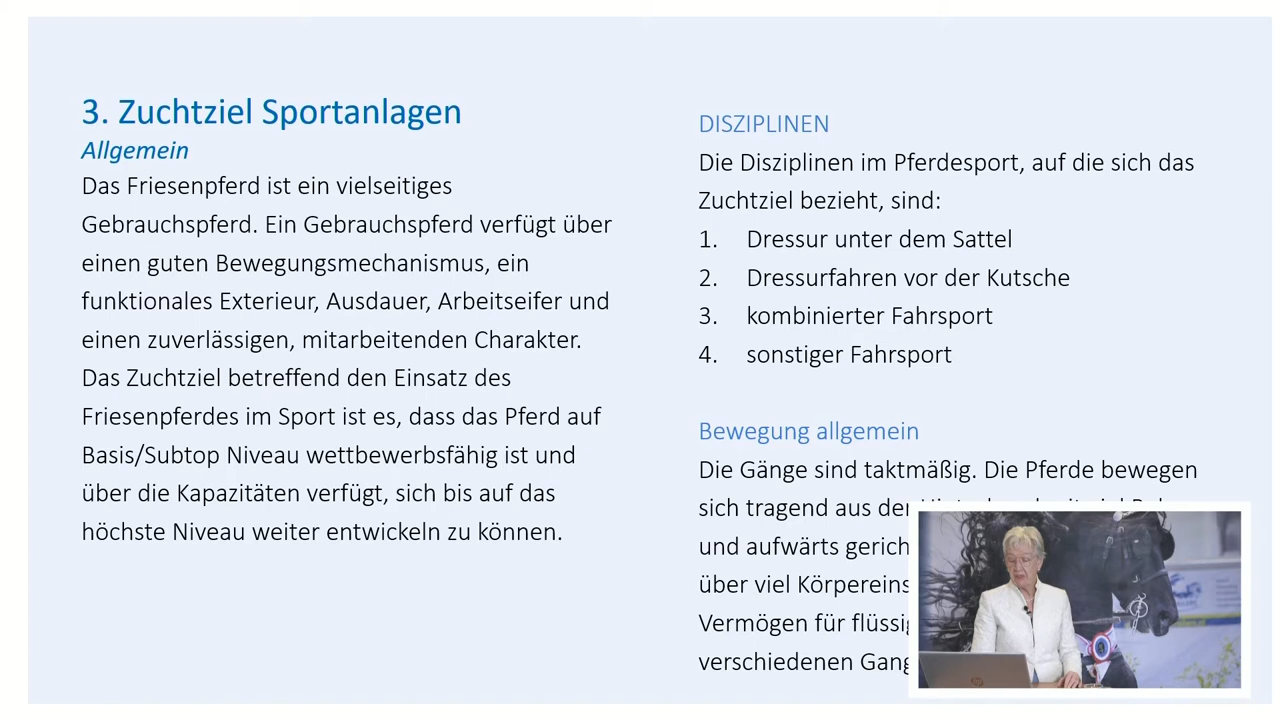 3. Zuchtziel Sportanlagen
Allgemein
Das Friesenpferd ist ein vielseitiges
Gebrauchspferd. Ein Gebrauchspferd verfügt über
einen guten Bewegungsmechanismus, ein
funktionales Exterieur, Ausdauer, Arbeitseifer und
einen zuverlässigen, mitarbeitenden Charakter.
Das Zuchtziel betreffend den Einsatz des
Friesenpferdes im Sport ist es, dass das Pferd auf
Basis/Subtop Niveau wettbewerbsfähig ist und
über die Kapazitäten verfügt, sich bis auf das
höchste Niveau weiter entwickeln zu können.
DISZIPLINEN
Die Disziplinen im Pferdesport, auf die sich das
Zuchtziel bezieht, sind:
1. Dressur unter dem Sattel
2. Dressurfahren vor der Kutsche
3. kombinierter Fahrsport
4. sonstiger Fahrsport
Bewegung allgemein
Die Gänge sind taktmäßig. Die Pferde bewegen
sich tragend aus der
und aufwärts
über viel
Vermögen für
verschiedenen